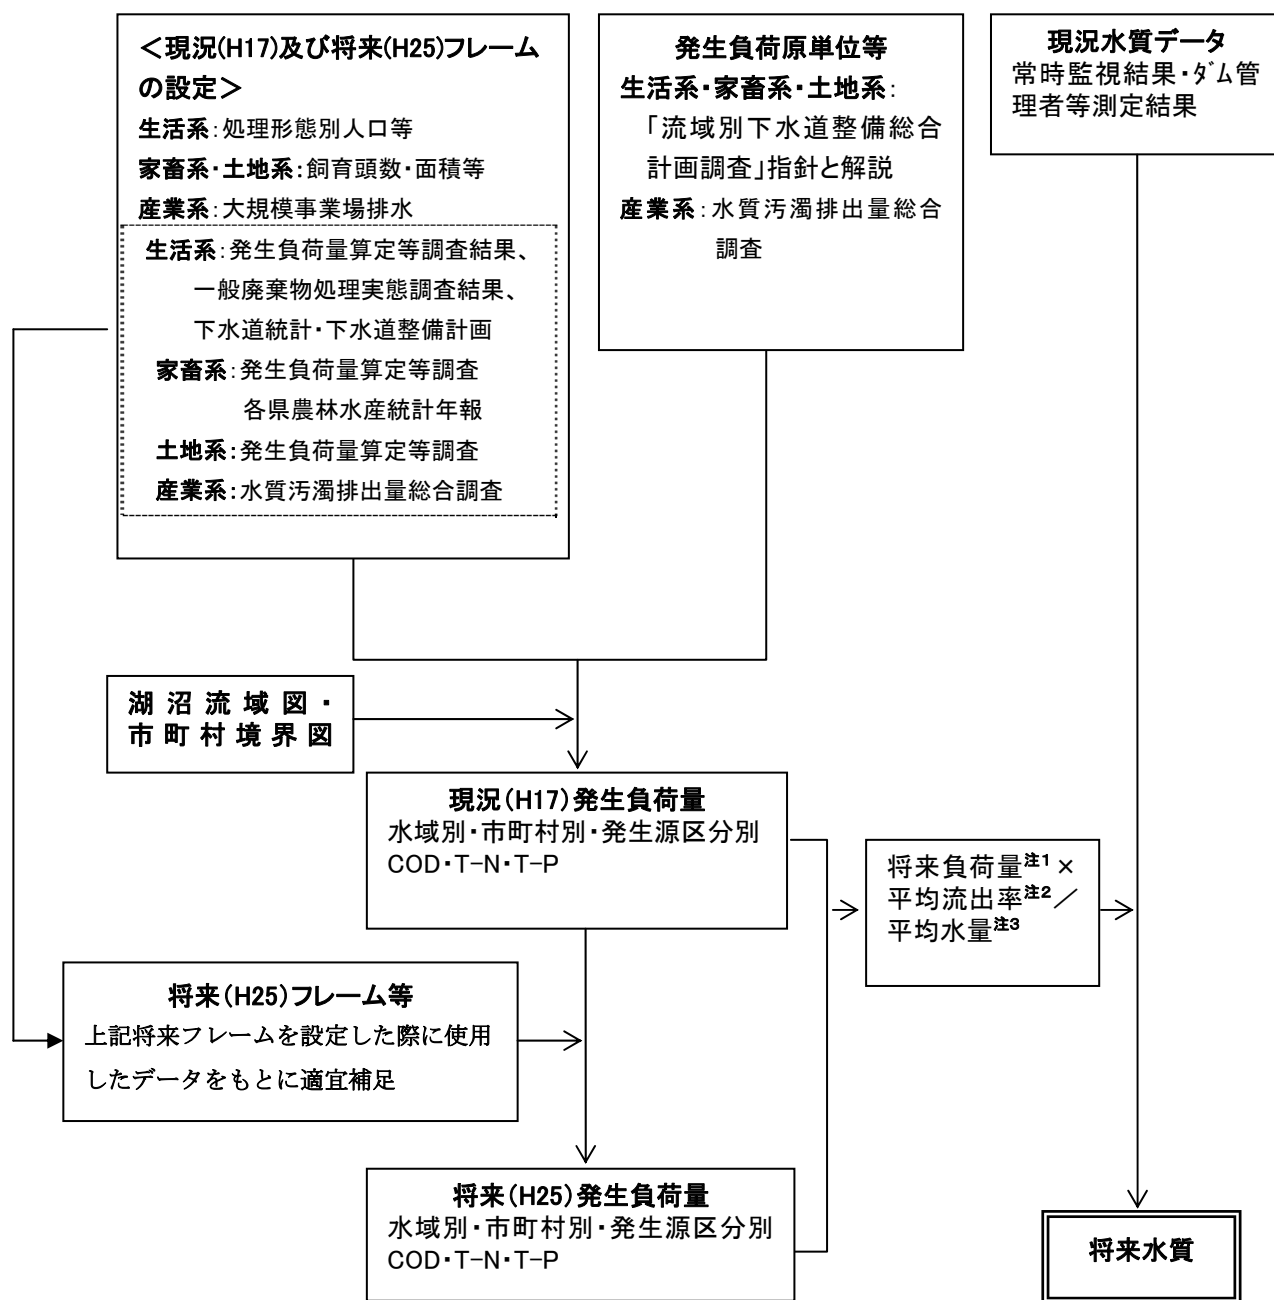 ＜現況(H17)及び将来(H25)フレーム
の設定＞
生活系：処理形態別人口等
家畜系・土地系：飼育頭数・面積等
産業系：大規模事業場排水
生活系：発生負荷量算定等調査結果、
一般廃棄物処理実態調査結果、
下水道統計・下水道整備計画
家畜系：発生負荷量算定等調査
各県農林水産統計年報
土地系：発生負荷量算定等調査
産業系：水質汚濁排出量総合調査
発生負荷原単位等
生活系・家畜系・土地系：
「流域別下水道整備総合
計画調査」指針と解説
産業系：水質汚濁排出量総合
調査
現況水質データ
常時監視結果・ﾀﾞﾑ管
理者等測定結果
湖沼流域図・
市町村境界図
現況（H17）発生負荷量
水域別・市町村別・発生源区分別
COD・T-N・T-P
将来負荷量注1×
平均流出率注2／
平均水量注3
将来（H25）フレーム等
上記将来フレームを設定した際に使用
したデータをもとに適宜補足
将来（H25）発生負荷量
水域別・市町村別・発生源区分別
COD・T-N・T-P
将来水質